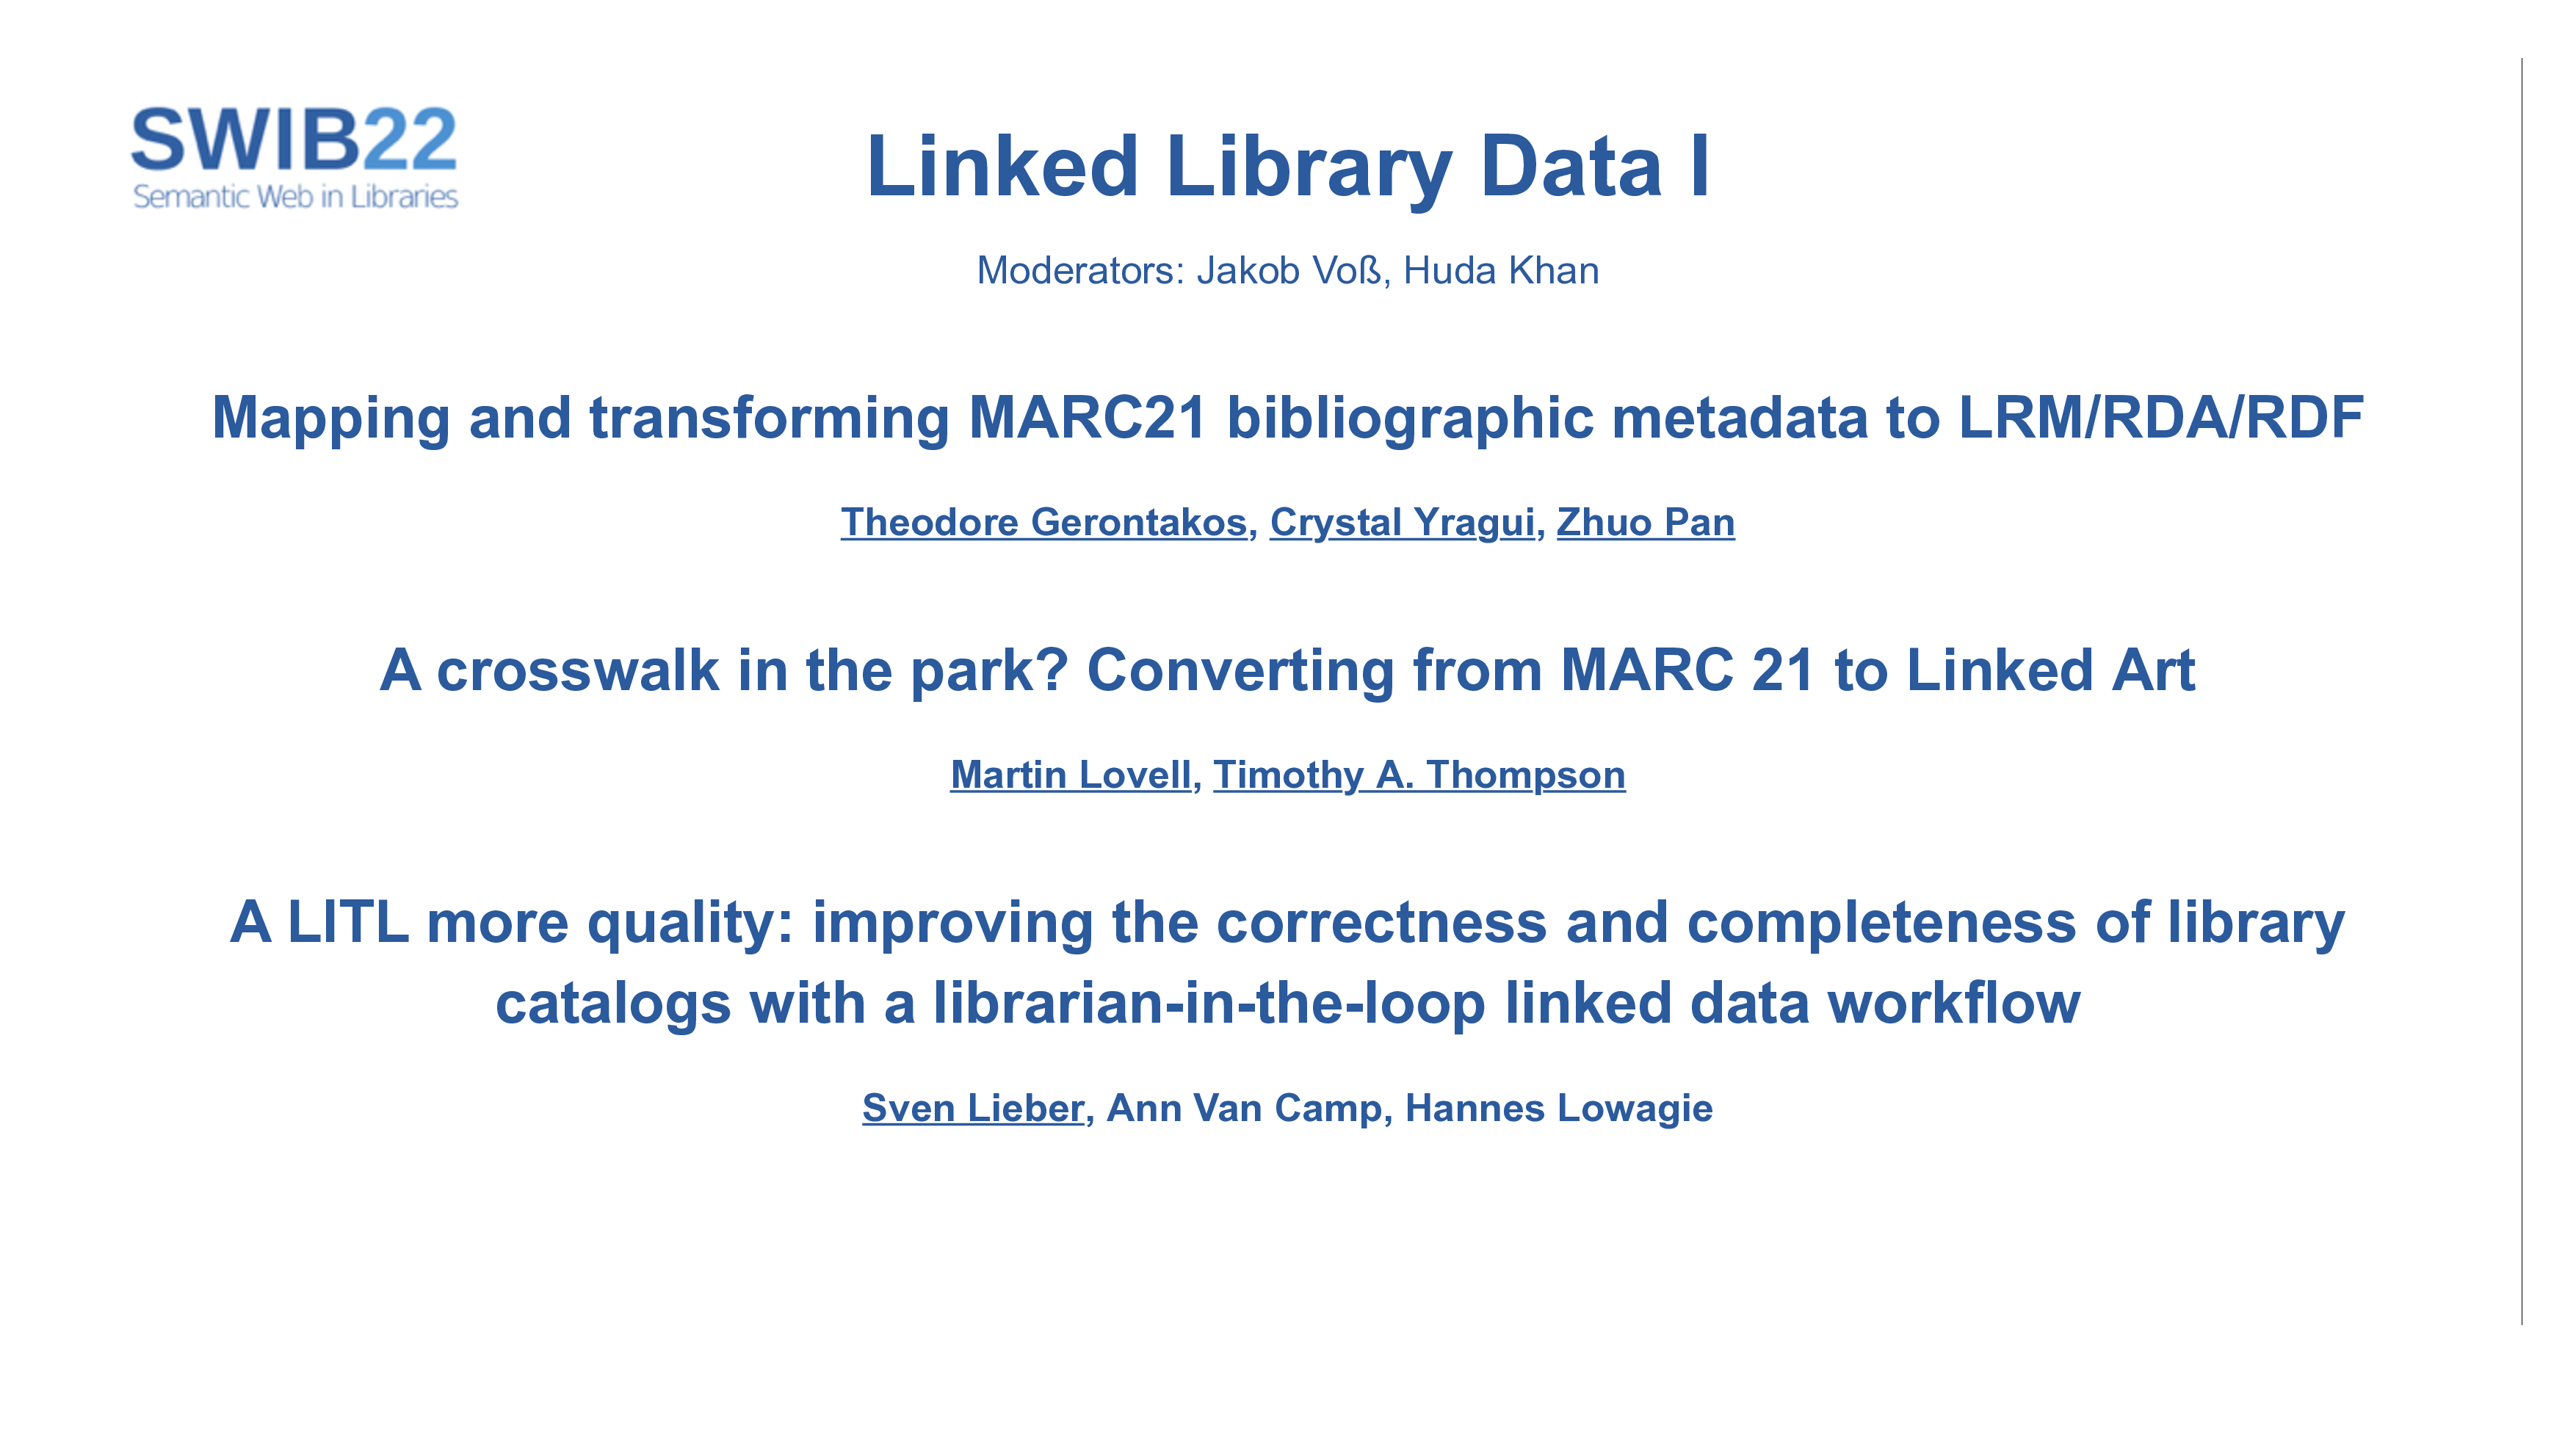 SWIB22
Semantic Web in Libraries
Linked Library Data I
Moderators: Jakob Voß, Huda Khan
Mapping and transforming MARC21 bibliographic metadata to LRM/RDA/RDF
Theodore Gerontakos, Crystal Yragui, Zhuo Pan
A crosswalk in the park? Converting from MARC 21 to Linked Art
Martin Lovell, Timothy A. Thompson
A LITL more quality: improving the correctness and completeness of library
catalogs with a librarian-in-the-loop linked data workflow
Sven Lieber, Ann Van Camp, Hannes Lowagie